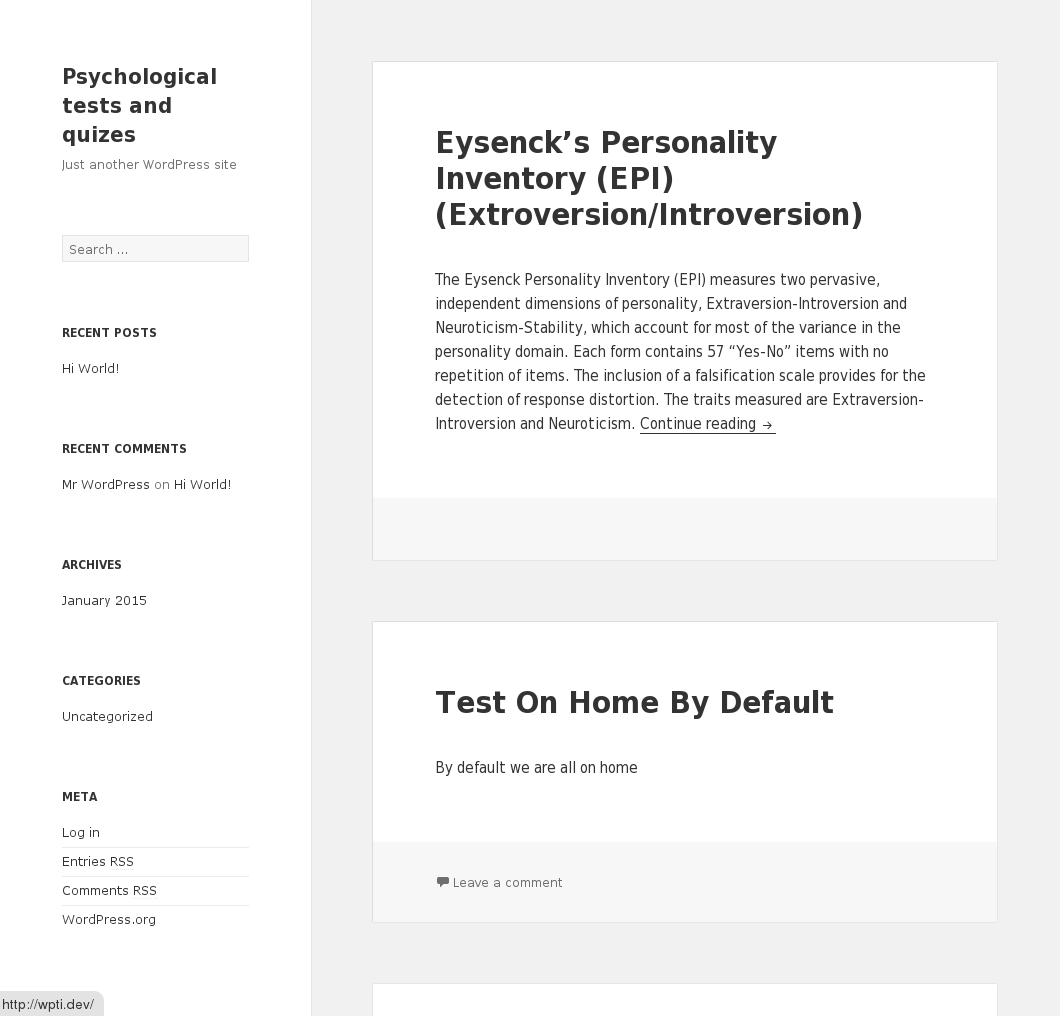 Psychological
tests and
quizes
Just another WordPress site
Search ...
RECENT POSTS
Hi World!
RECENT COMMENTS
Mr WordPress on Hi World!
ARCHIVES
January 2015
CATEGORIES
Uncategorized
META
Log in
Entries RSS
Comments RSS
WordPress.org
Eysenck’s Personality
Inventory (EPI)
(Extroversion/Introversion)
The Eysenck Personality Inventory (EPI) measures two pervasive,
independent dimensions of personality, Extraversion-Introversion and
Neuroticism-Stability, which account for most of the variance in the
personality domain. Each form contains 57 “Yes-No” items with no
repetition of items. The inclusion of a falsification scale provides for the
detection of response distortion. The traits measured are Extraversion-
Introversion and Neuroticism. Continue reading →
Test On Home By Default
By default we are all on home
Leave a comment
http://wpti.dev/